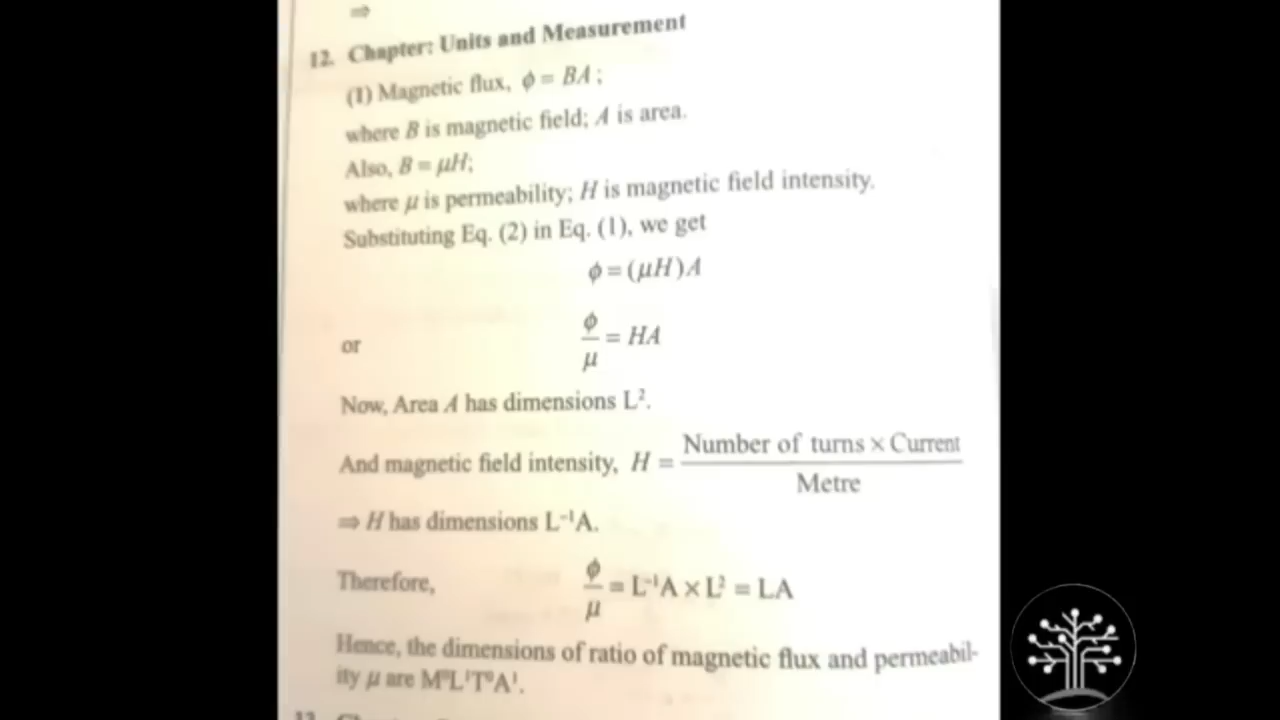 ⇒
12. Chapter: Units and Measurement
(1) Magnetic flux, ϕ = BA ;
where B is magnetic field; A is area.
Also, B = μH;
where μ is permeability; H is magnetic field intensity.
Substituting Eq. (2) in Eq. (1), we get
ϕ = (μH)A
or ϕ/μ = HA
Now, Area A has dimensions L².
And magnetic field intensity, H = Number of turns × Current / Metre
⇒ H has dimensions L⁻¹A.
Therefore, ϕ/μ = L⁻¹A × L² = LA
Hence, the dimensions of ratio of magnetic flux and permeabil-
ity μ are M⁰L¹T⁰A¹.